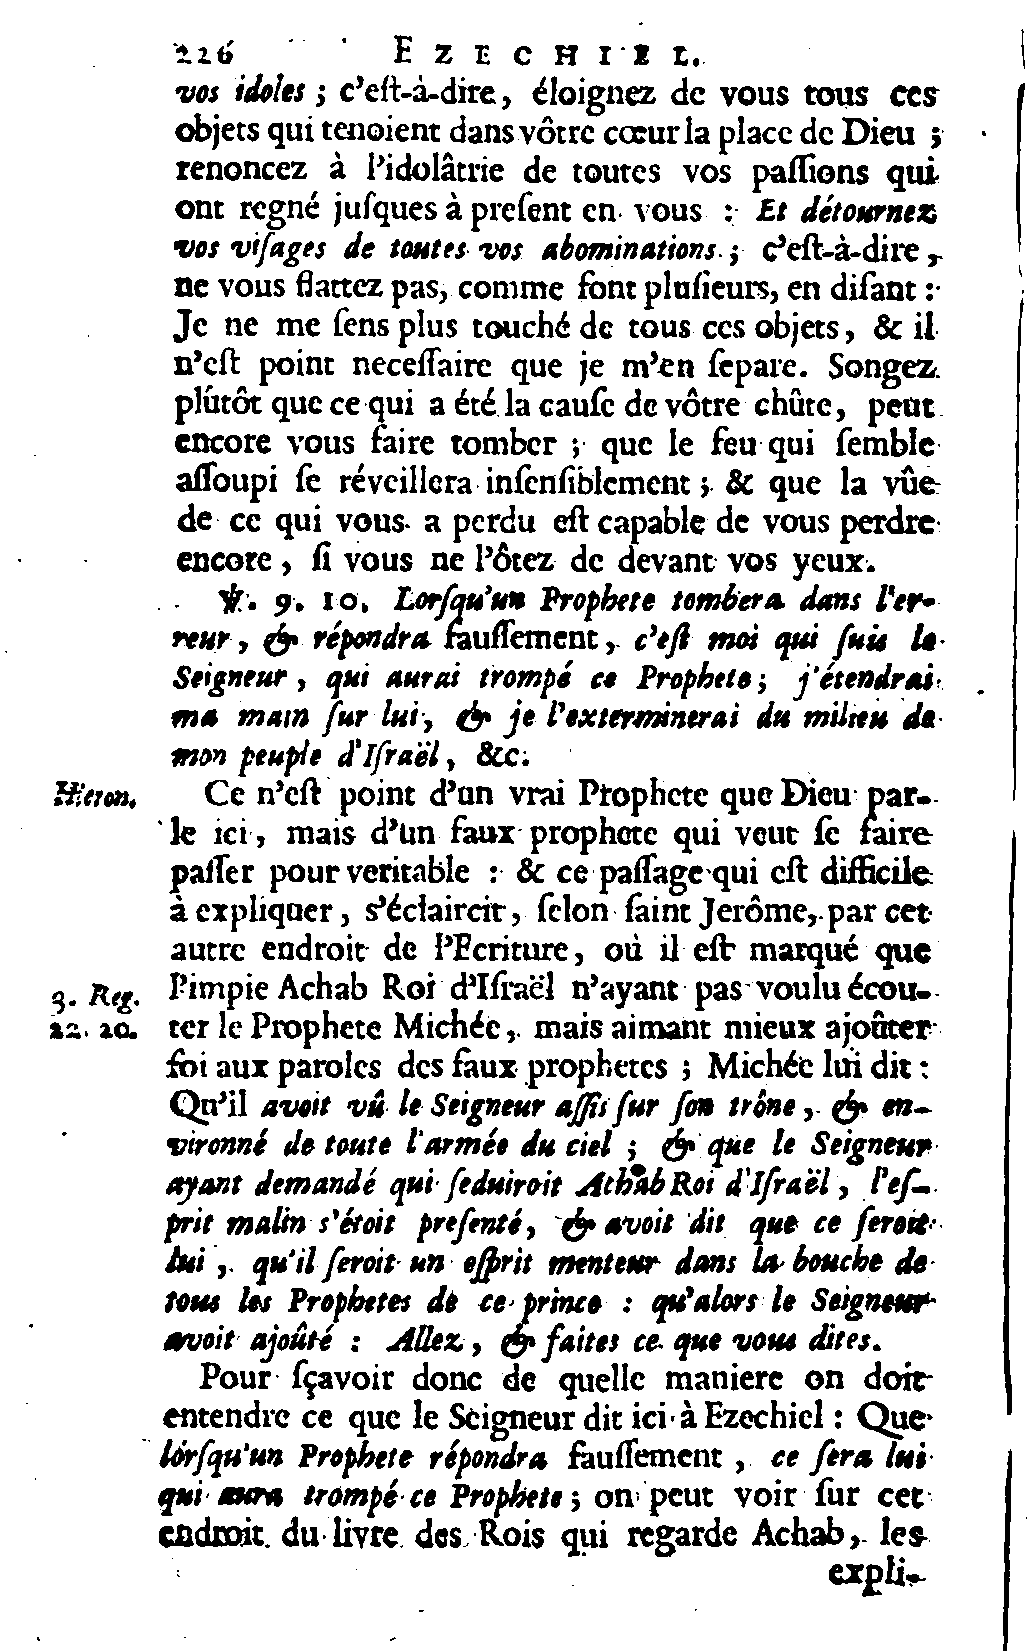 226 EZECHIEL.
vos idoles ; c'est-à-dire, éloignez de vous tous ces
objets qui tenoient dans vôtre cœur la place de Dieu ;
renoncez à l'idolâtrie de toutes vos passions qui
ont regné jusques à present en vous : Et détournez
vos visages de toutes vos abominations ; c'est-à-dire,
ne vous flattez pas, comme font plusieurs, en disant :
Je ne me sens plus touché de tous ces objets, & il
n'est point necessaire que je m'en separe. Songez
plûtôt que ce qui a été la cause de vôtre chûte, peut
encore vous faire tomber ; que le feu qui semble
assoupi se réveillera insensiblement ; & que la vûe
de ce qui vous a perdu est capable de vous perdre
encore, si vous ne l'ôtez de devant vos yeux.
℣. 9. 10. Lorsqu'un Prophete tombera dans l'er-
reur, & répondra faussement, c'est moi qui suis le
Seigneur, qui aurai trompé ce Prophete ; j'étendrai
ma main sur lui, & je l'exterminerai du milieu de
mon peuple d'Israël, &c.
Hieron. Ce n'est point d'un vrai Prophete que Dieu par-
le ici, mais d'un faux prophete qui veut se faire
passer pour veritable : & ce passage qui est difficile
à expliquer, s'éclaircit, selon saint Jerôme, par cet
autre endroit de l'Ecriture, où il est marqué que
3. Reg. l'impie Achab Roi d'Israël n'ayant pas voulu écou-
22. 20. ter le Prophete Michée, mais aimant mieux ajoûter
foi aux paroles des faux prophetes ; Michée lui dit :
Qu'il avoit vû le Seigneur assis sur son trône, & en-
vironné de toute l'armée du ciel ; & que le Seigneur
ayant demandé qui seduiroit Achab Roi d'Israël, l'es-
prit malin s'étoit presenté, & avoit dit que ce seroit
lui, qu'il seroit un esprit menteur dans la bouche de
tous les Prophetes de ce prince : qu'alors le Seigneur
avoit ajoûté : Allez, & faites ce que vous dites.
Pour sçavoir donc de quelle maniere on doit
entendre ce que le Seigneur dit ici à Ezechiel : Que
lorsqu'un Prophete répondra faussement, ce sera lui
qui aura trompé ce Prophete ; on peut voir sur cet
endroit du livre des Rois qui regarde Achab, les
expli-